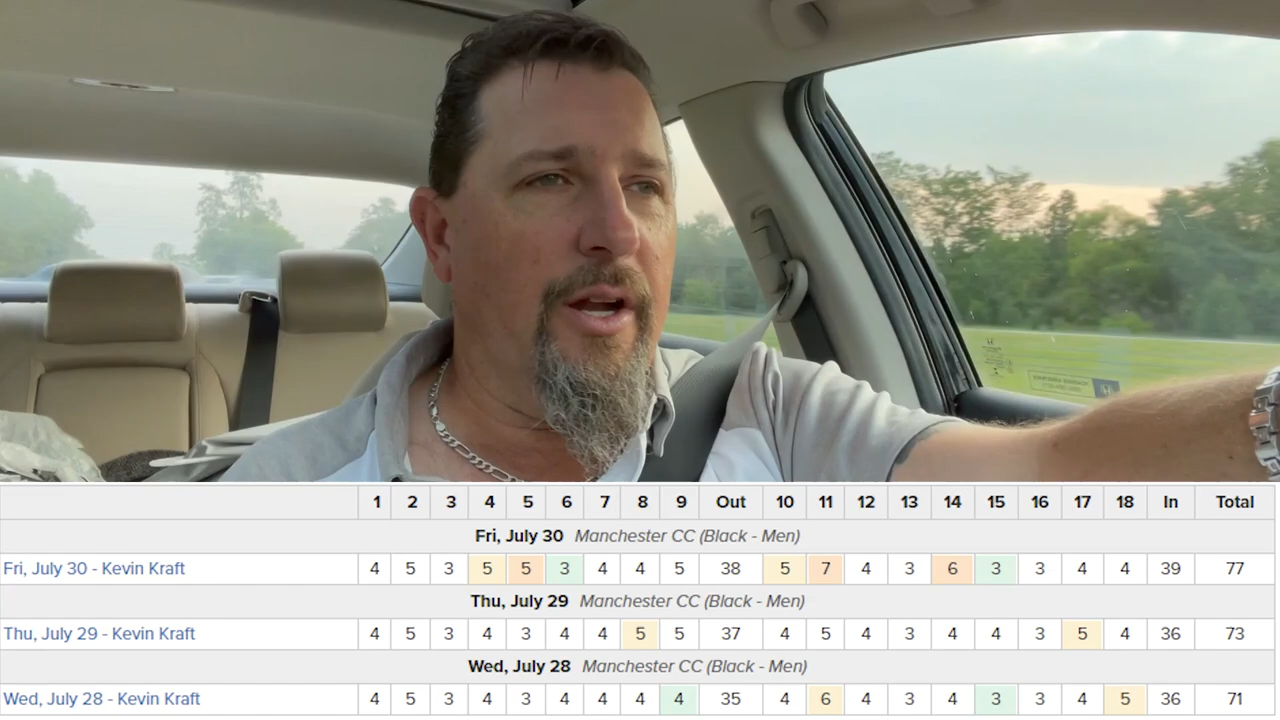 1 2 3 4 5 6 7 8 9 Out 10 11 12 13 14 15 16 17 18 In Total
Fri, July 30 Manchester CC (Black - Men)
Fri, July 30 - Kevin Kraft 4 5 3 5 5 3 4 4 5 38 5 7 4 3 6 3 3 4 4 39 77
Thu, July 29 Manchester CC (Black - Men)
Thu, July 29 - Kevin Kraft 4 5 3 4 3 4 4 5 5 37 4 5 4 3 4 4 3 5 4 36 73
Wed, July 28 Manchester CC (Black - Men)
Wed, July 28 - Kevin Kraft 4 5 3 4 3 4 4 4 4 35 4 6 4 3 4 3 3 4 5 36 71